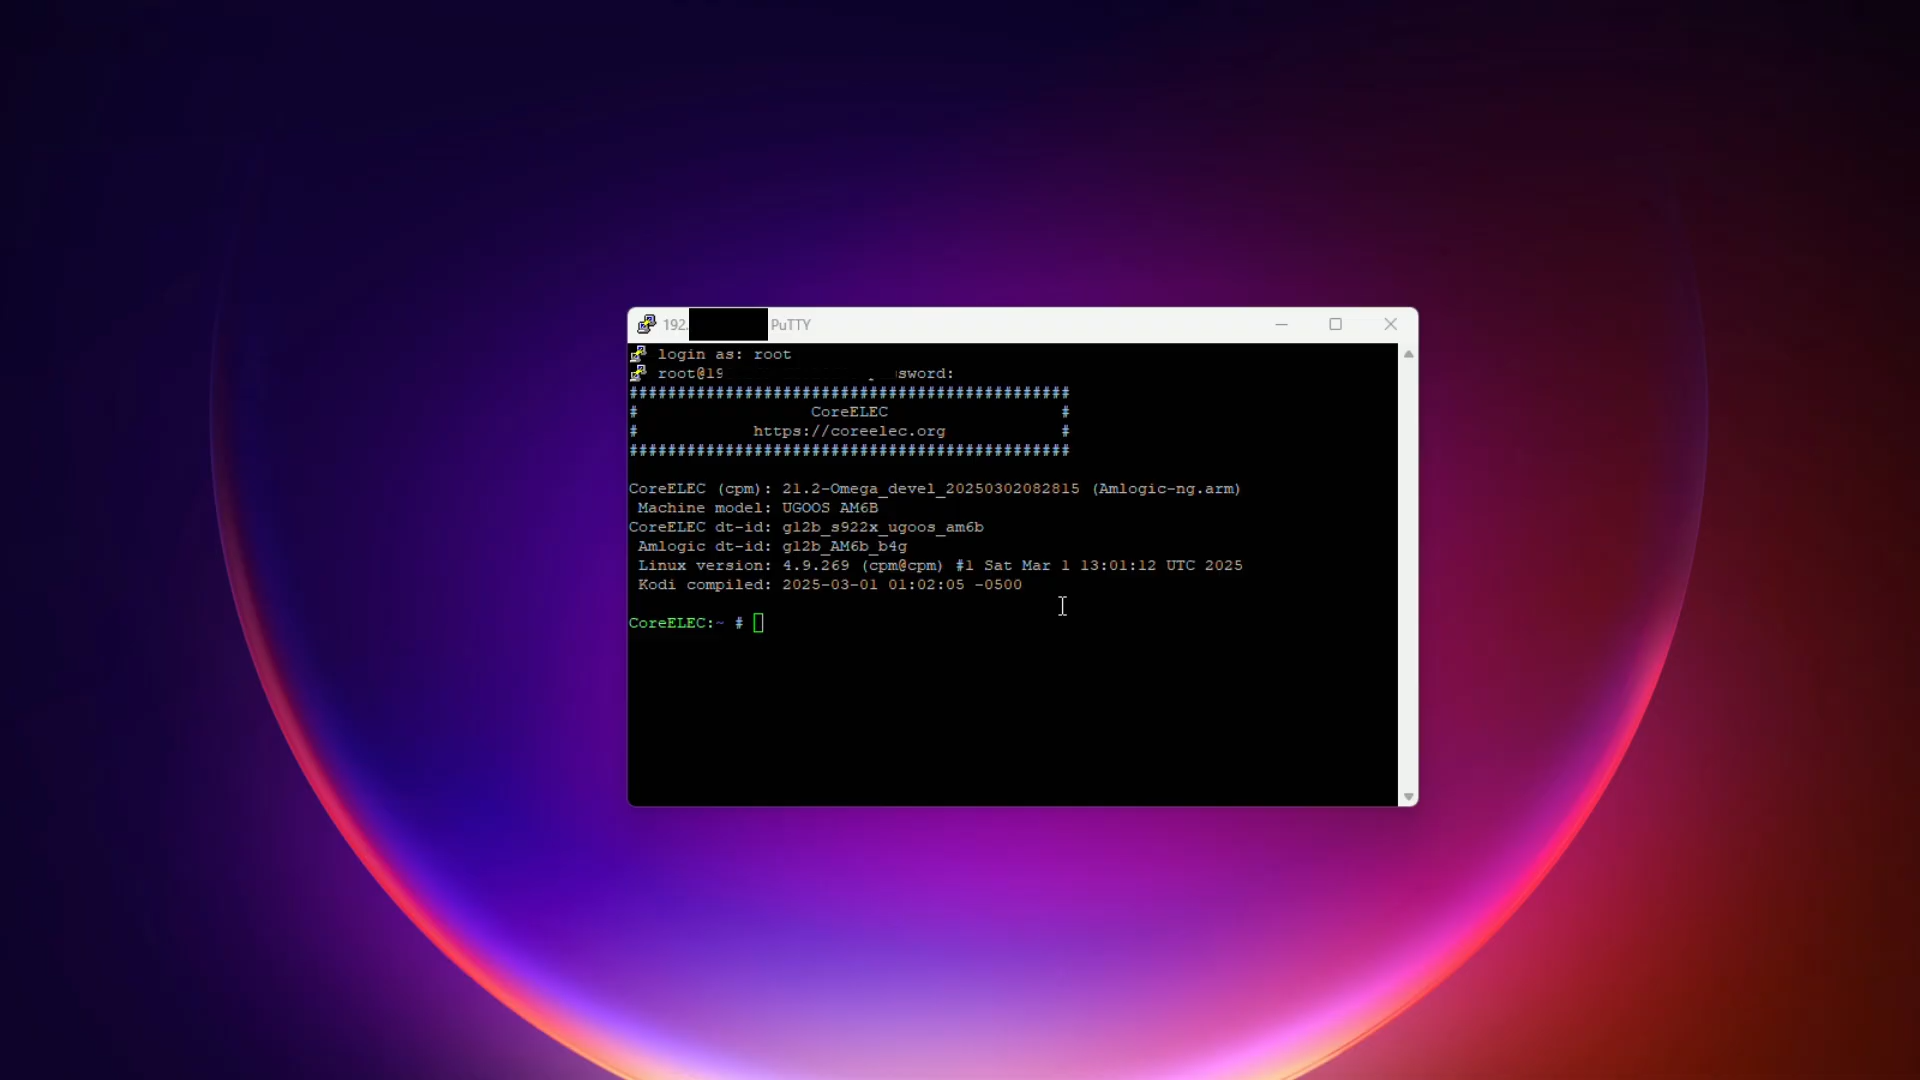 192. PuTTY
login as: root
root@19 sword:
##############################################
# CoreELEC #
# https://coreelec.org #
##############################################
CoreELEC (cpm): 21.2-Omega_devel_20250302082815 (Amlogic-ng.arm)
Machine model: UGOOS AM6B
CoreELEC dt-id: g12b_s922x_ugoos_am6b
Amlogic dt-id: g12b_AM6b_b4g
Linux version: 4.9.269 (cpm@cpm) #1 Sat Mar 1 13:01:12 UTC 2025
Kodi compiled: 2025-03-01 01:02:05 -0500
CoreELEC:~ #